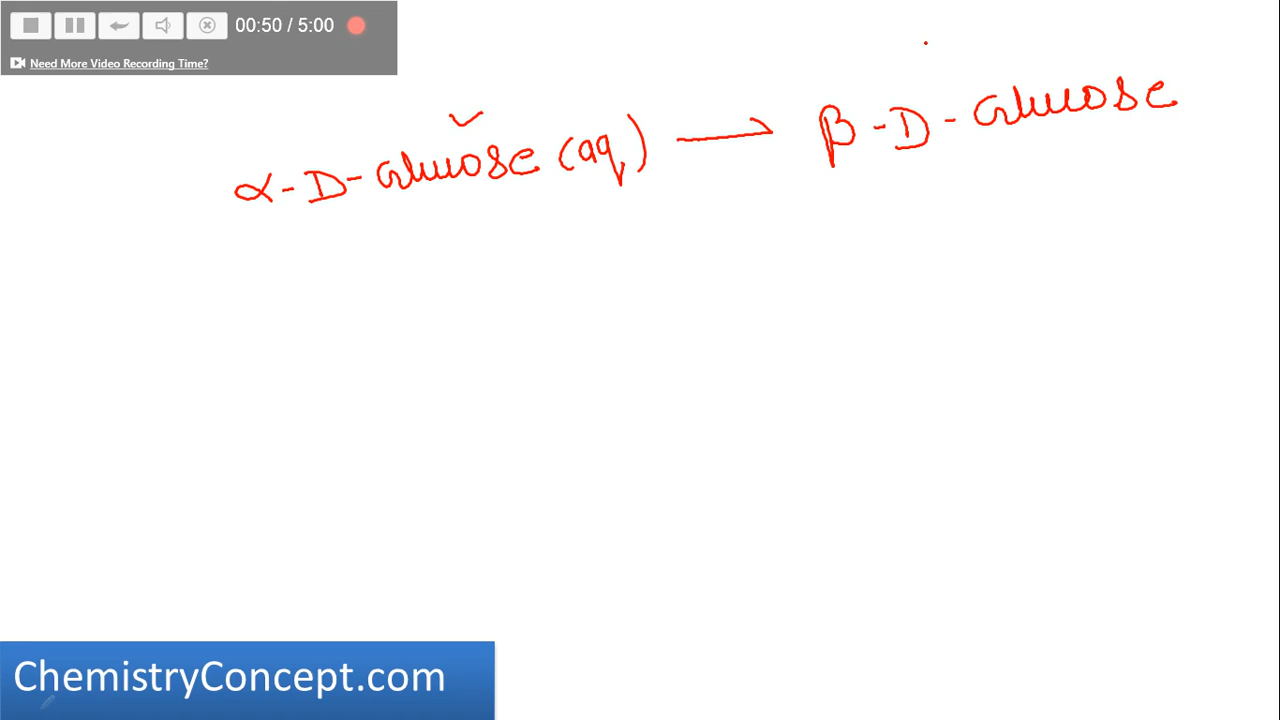 00:50 / 5:00
Need More Video Recording Time?
α-D-Glucose (aq) → β-D-Glucose
ChemistryConcept.com